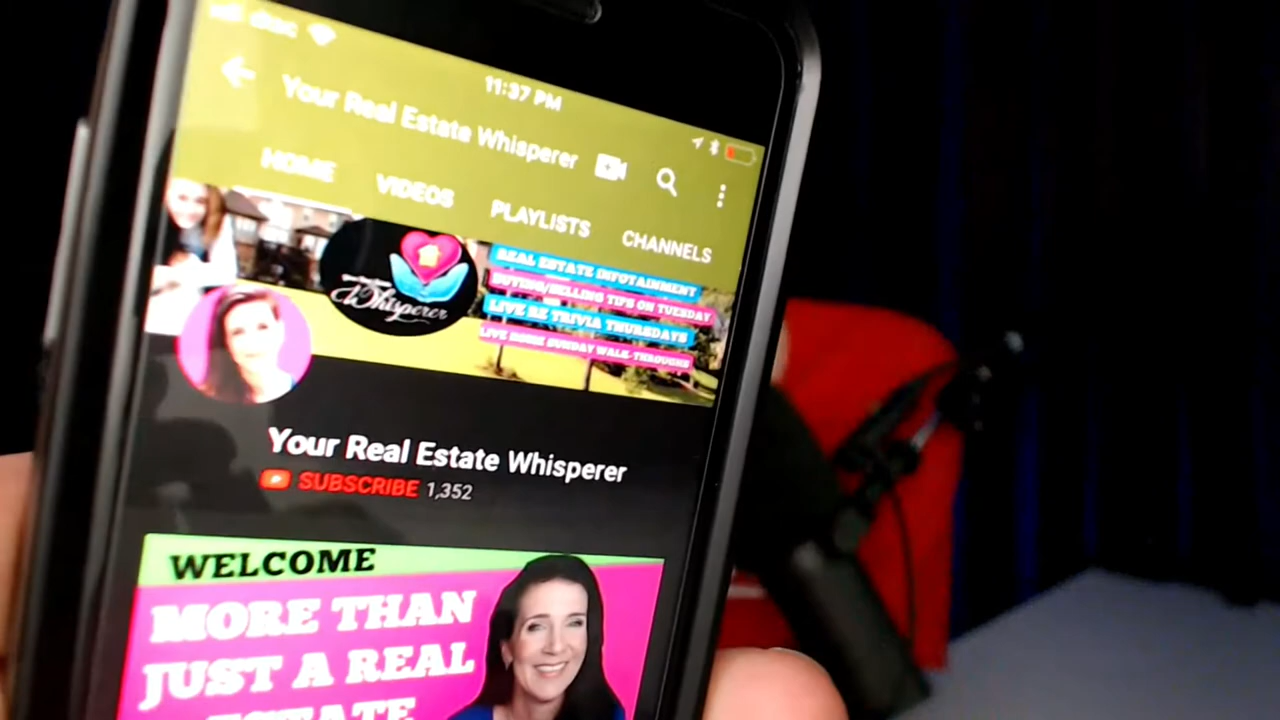 11:37 PM
Your Real Estate Whisperer
HOME VIDEOS PLAYLISTS CHANNELS
Whisperer
REAL ESTATE INFOTAINMENT
BUYING/SELLING TIPS ON TUESDAY
LIVE RE TRIVIA THURSDAYS
LIVE HOME SUNDAY WALK-THROUGHS
Your Real Estate Whisperer
SUBSCRIBE 1,352
WELCOME
MORE THAN
JUST A REAL
ESTATE